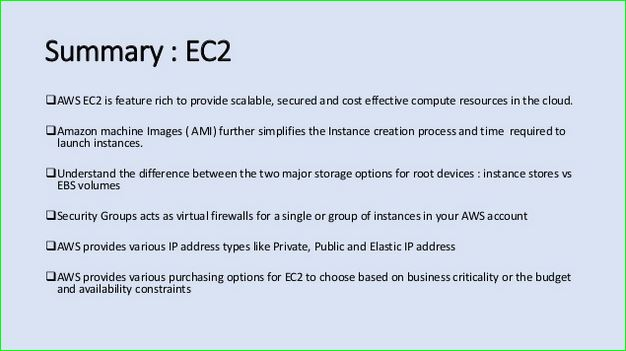 Summary : EC2
❑AWS EC2 is feature rich to provide scalable, secured and cost effective compute resources in the cloud.
❑Amazon machine Images ( AMI) further simplifies the Instance creation process and time required to
launch instances.
❑Understand the difference between the two major storage options for root devices : instance stores vs
EBS volumes
❑Security Groups acts as virtual firewalls for a single or group of instances in your AWS account
❑AWS provides various IP address types like Private, Public and Elastic IP address
❑AWS provides various purchasing options for EC2 to choose based on business criticality or the budget
and availability constraints